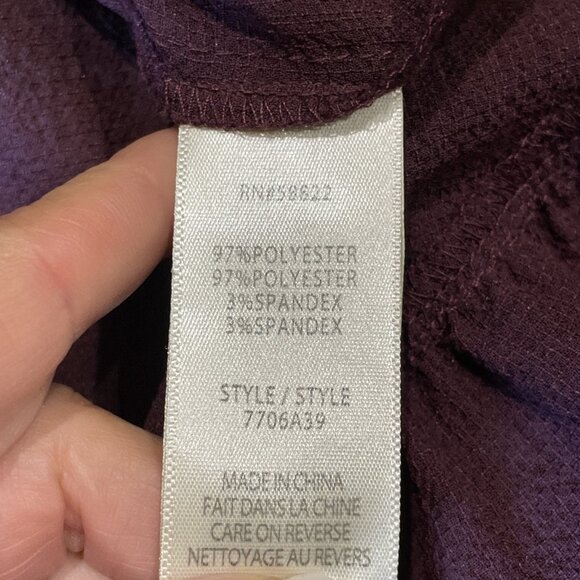 RN#58622
97%POLYESTER
97%POLYESTER
3%SPANDEX
3%SPANDEX
STYLE / STYLE
7706A39
MADE IN CHINA
FAIT DANS LA CHINE
CARE ON REVERSE
NETTOYAGE AU REVERS